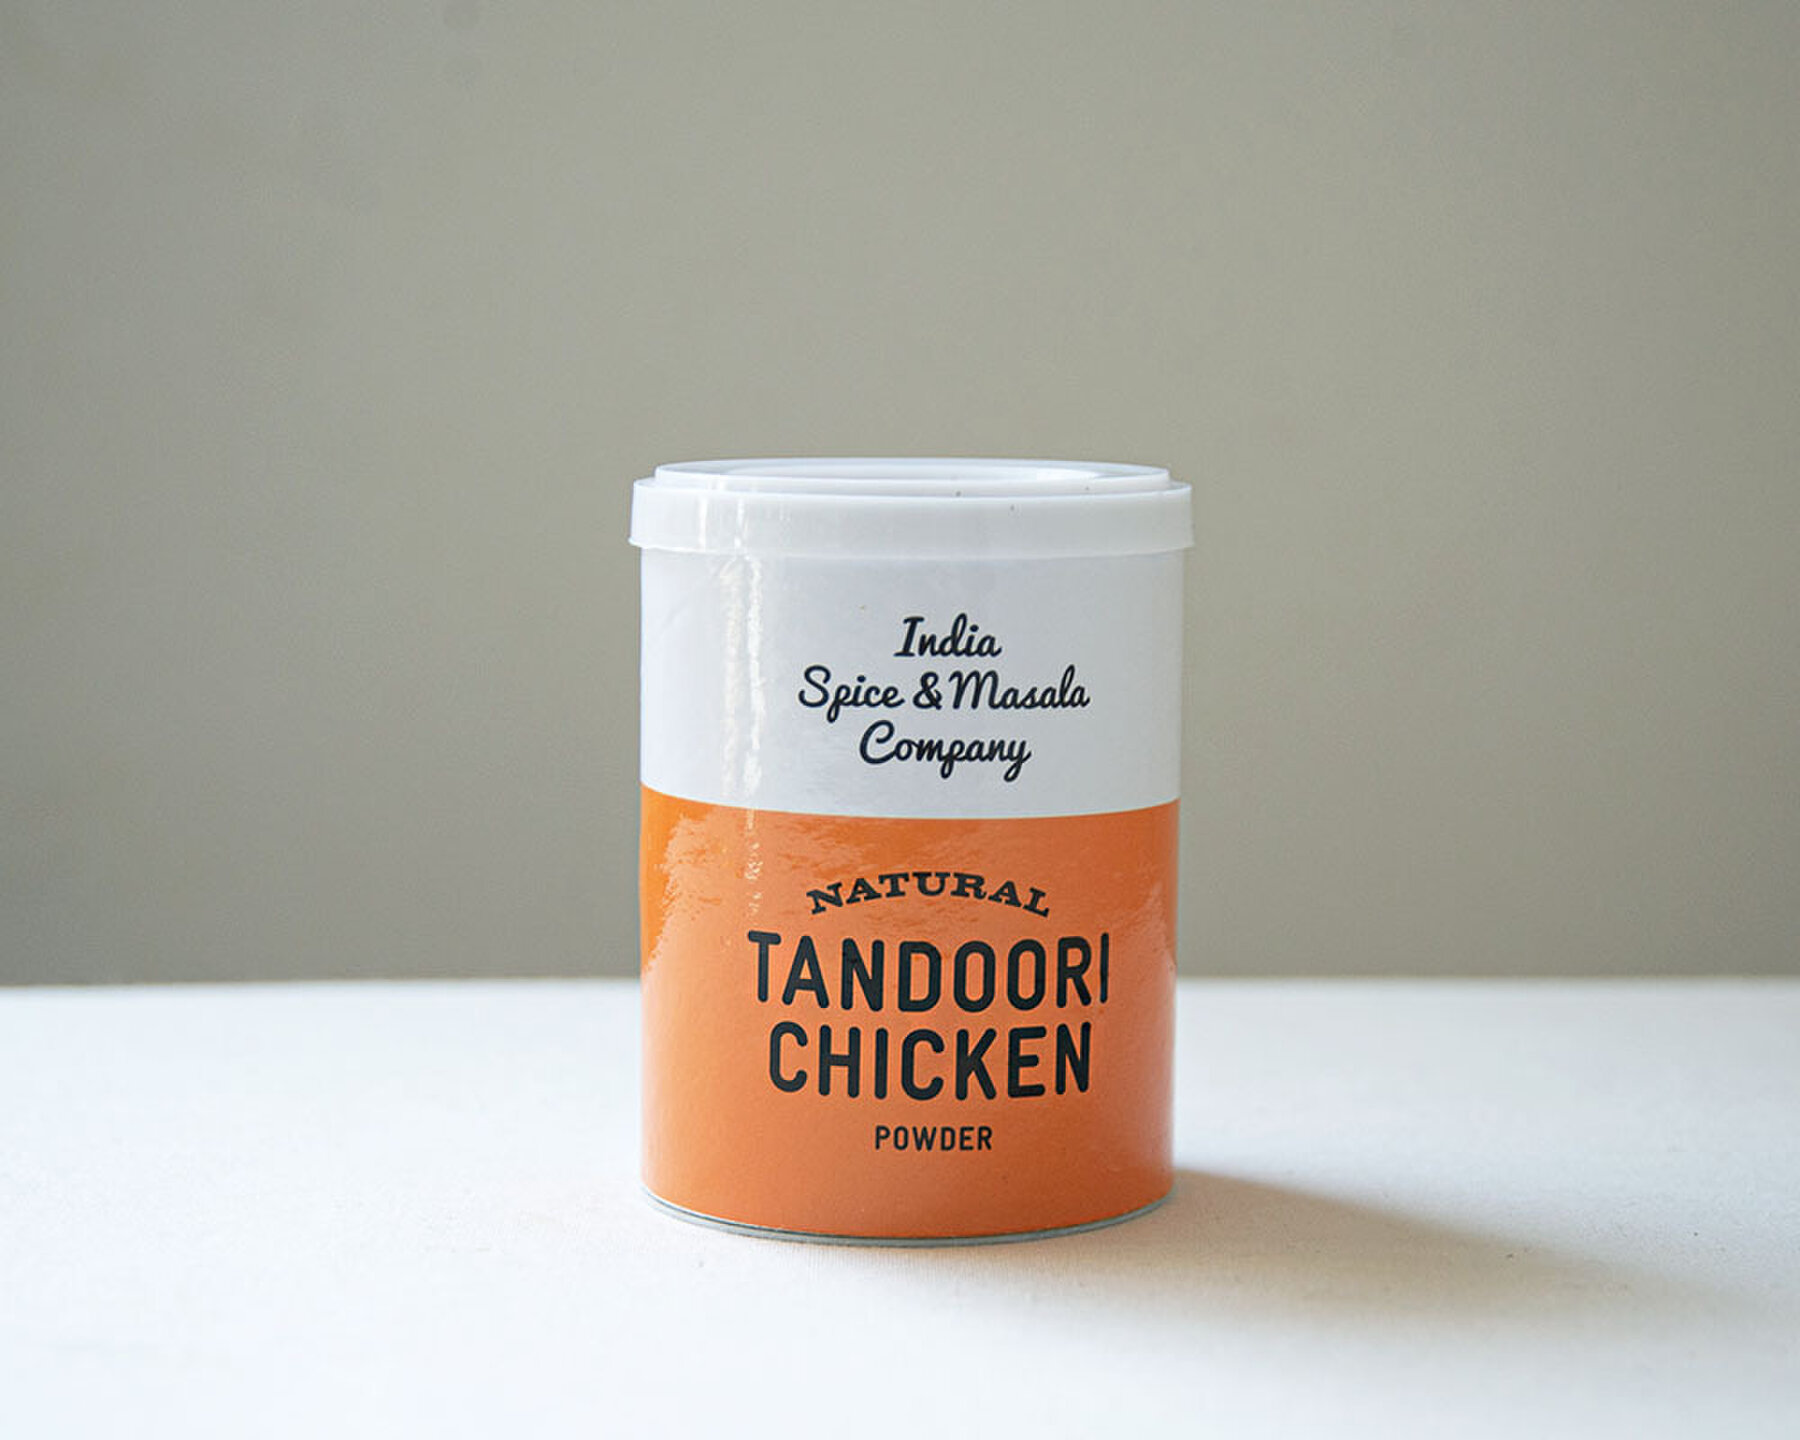 India
Spice & Masala
Company
NATURAL
TANDOORI
CHICKEN
POWDER